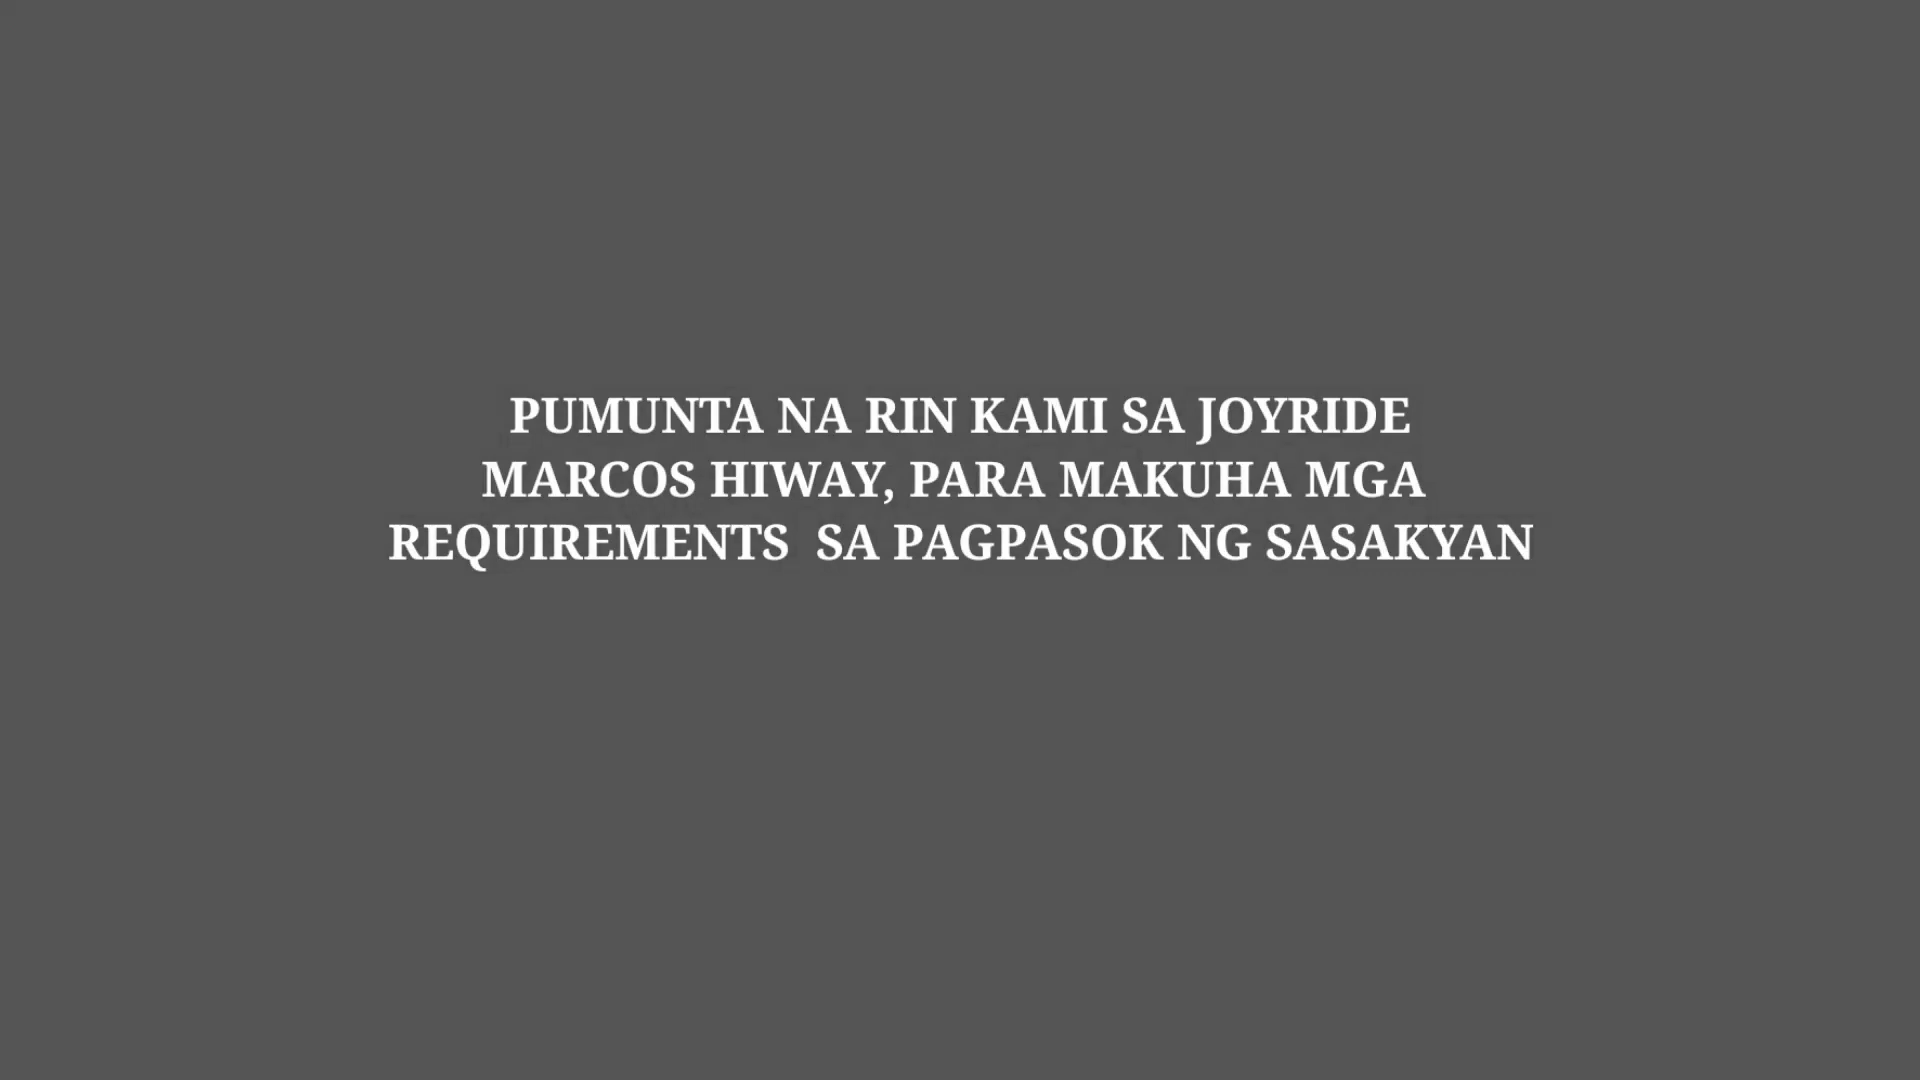 PUMUNTA NA RIN KAMI SA JOYRIDE
MARCOS HIWAY, PARA MAKUHA MGA
REQUIREMENTS  SA PAGPASOK NG SASAKYAN